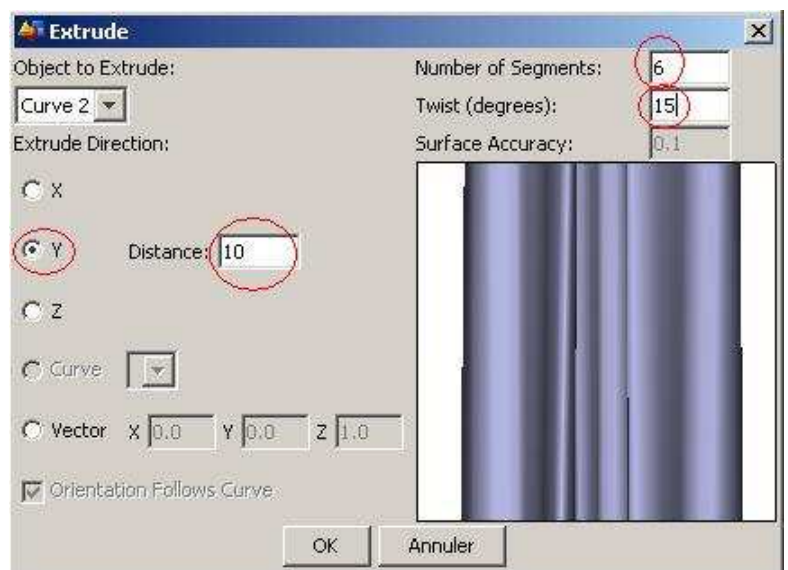 Extrude
Object to Extrude:
Curve 2
Extrude Direction:
X
Y Distance: 10
Z
Curve
Vector X 0.0 Y 0.0 Z 1.0
Orientation Follows Curve
Number of Segments: 6
Twist (degrees): 15
Surface Accuracy: 0.1
OK Annuler